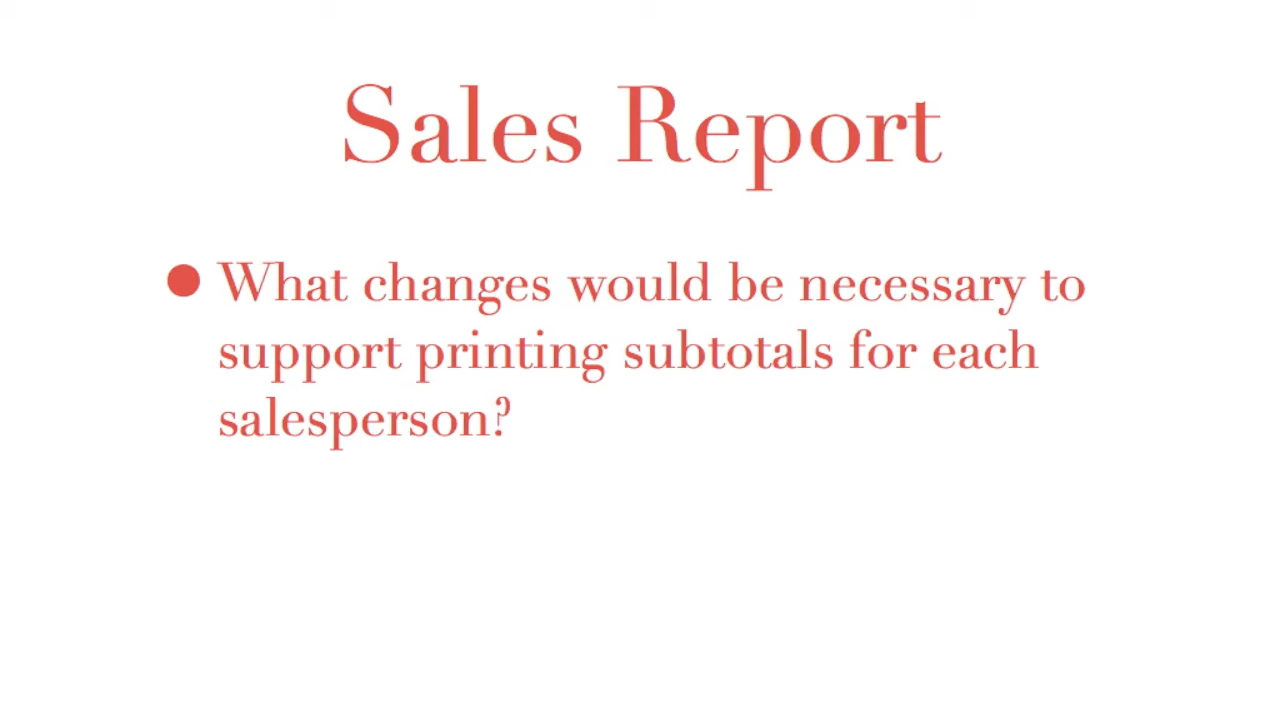 Sales Report
● What changes would be necessary to
support printing subtotals for each
salesperson?